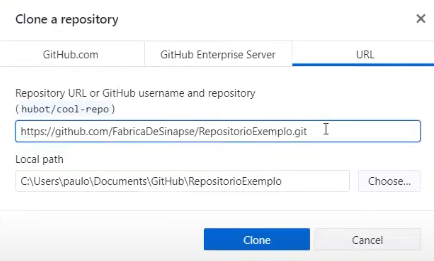 Clone a repository
GitHub.com
GitHub Enterprise Server
URL
Repository URL or GitHub username and repository
(hubot/cool-repo)
https://github.com/FabricaDeSinapse/RepositorioExemplo.git
Local path
C:\Users\paulo\Documents\GitHub\RepositorioExemplo
Choose...
Clone
Cancel